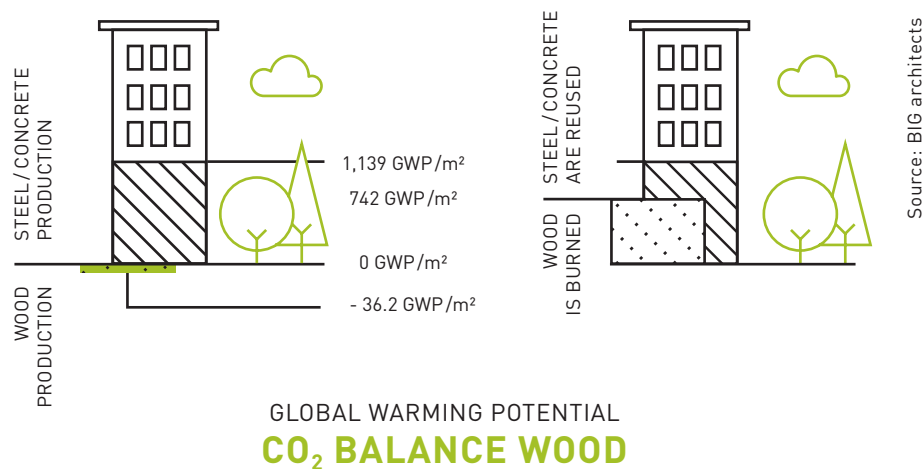 STEEL / CONCRETE
PRODUCTION
WOOD
PRODUCTION
1,139 GWP/m²
742 GWP/m²
0 GWP/m²
- 36.2 GWP/m²
STEEL / CONCRETE
ARE REUSED
WOOD
IS BURNED
Source: BIG architects
GLOBAL WARMING POTENTIAL
CO₂ BALANCE WOOD